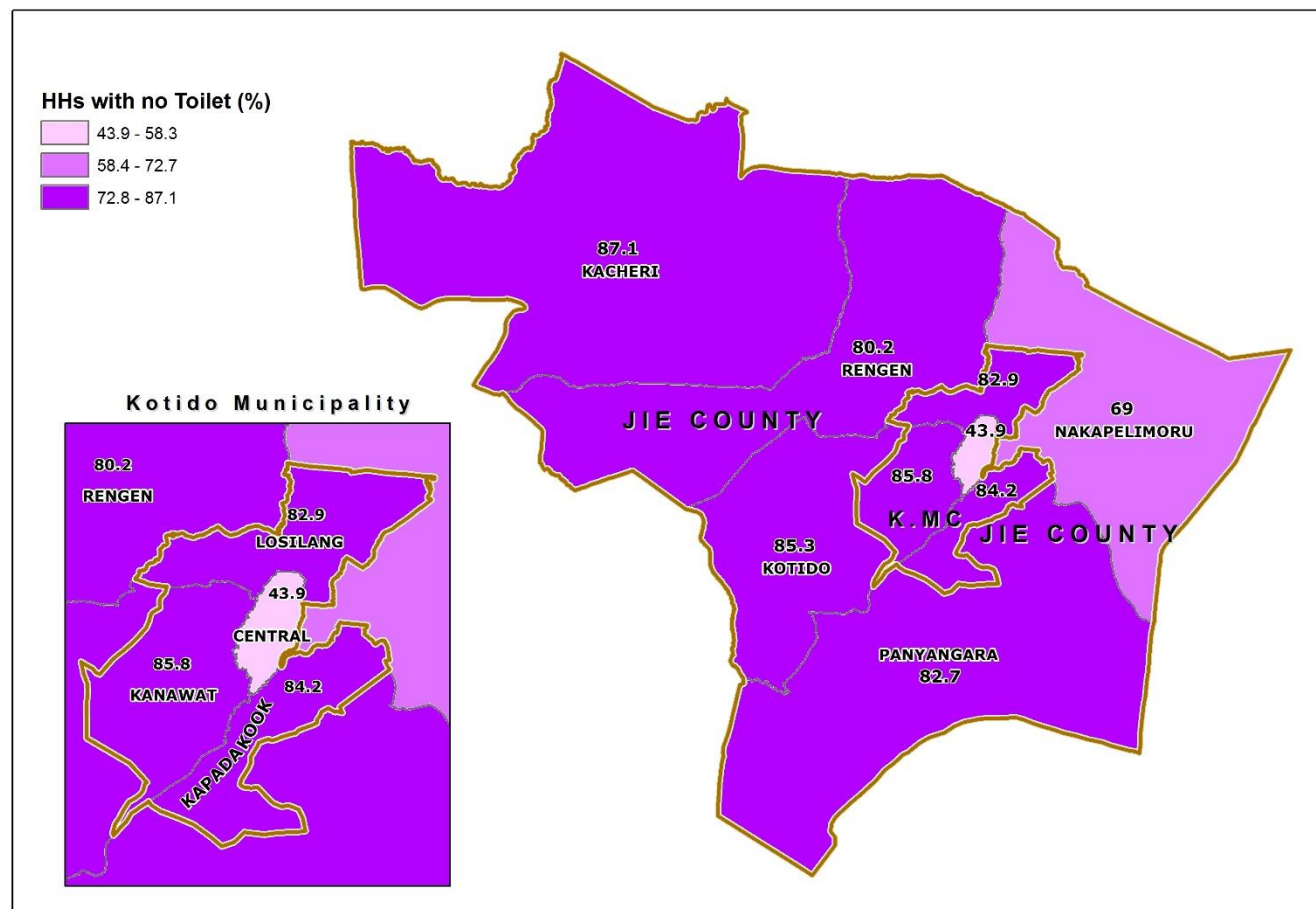 HHs with no Toilet (%)
43.9 - 58.3
58.4 - 72.7
72.8 - 87.1
87.1
KACHERI
80.2
RENGEN
82.9
69
NAKAPELIMORU
43.9
JIE COUNTY
85.8
84.2
K.MC
JIE COUNTY
85.3
KOTIDO
PANYANGARA
82.7
Kotido Municipality
80.2
RENGEN
82.9
LOSILANG
43.9
CENTRAL
85.8
KANAWAT
84.2
KAPADAKOOK